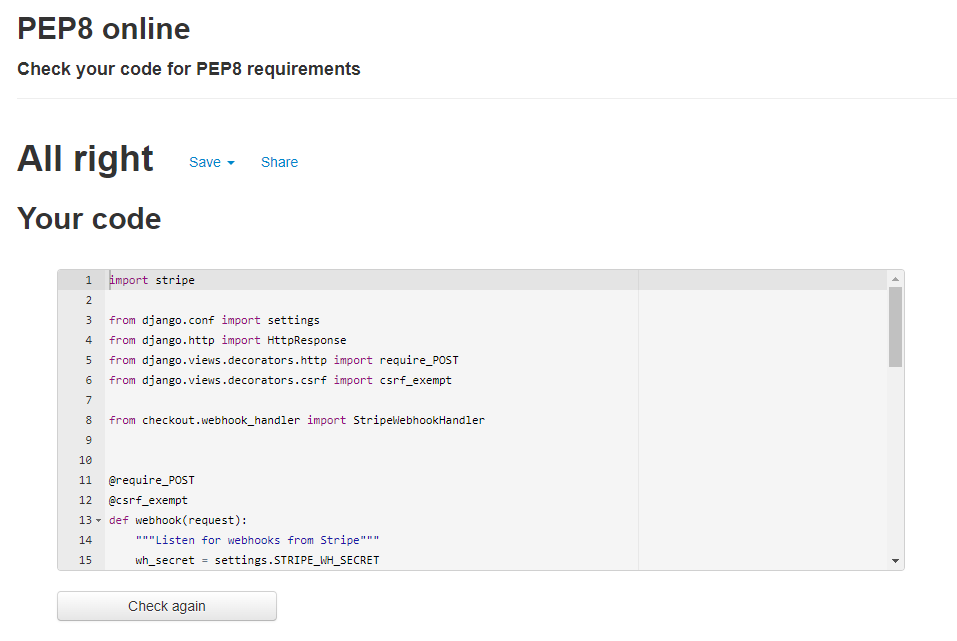 PEP8 online
Check your code for PEP8 requirements
All right Save Share
Your code
1 import stripe
2
3 from django.conf import settings
4 from django.http import HttpResponse
5 from django.views.decorators.http import require_POST
6 from django.views.decorators.csrf import csrf_exempt
7
8 from checkout.webhook_handler import StripeWebhookHandler
9
10
11 @require_POST
12 @csrf_exempt
13 def webhook(request):
14     """Listen for webhooks from Stripe"""
15     wh_secret = settings.STRIPE_WH_SECRET
Check again